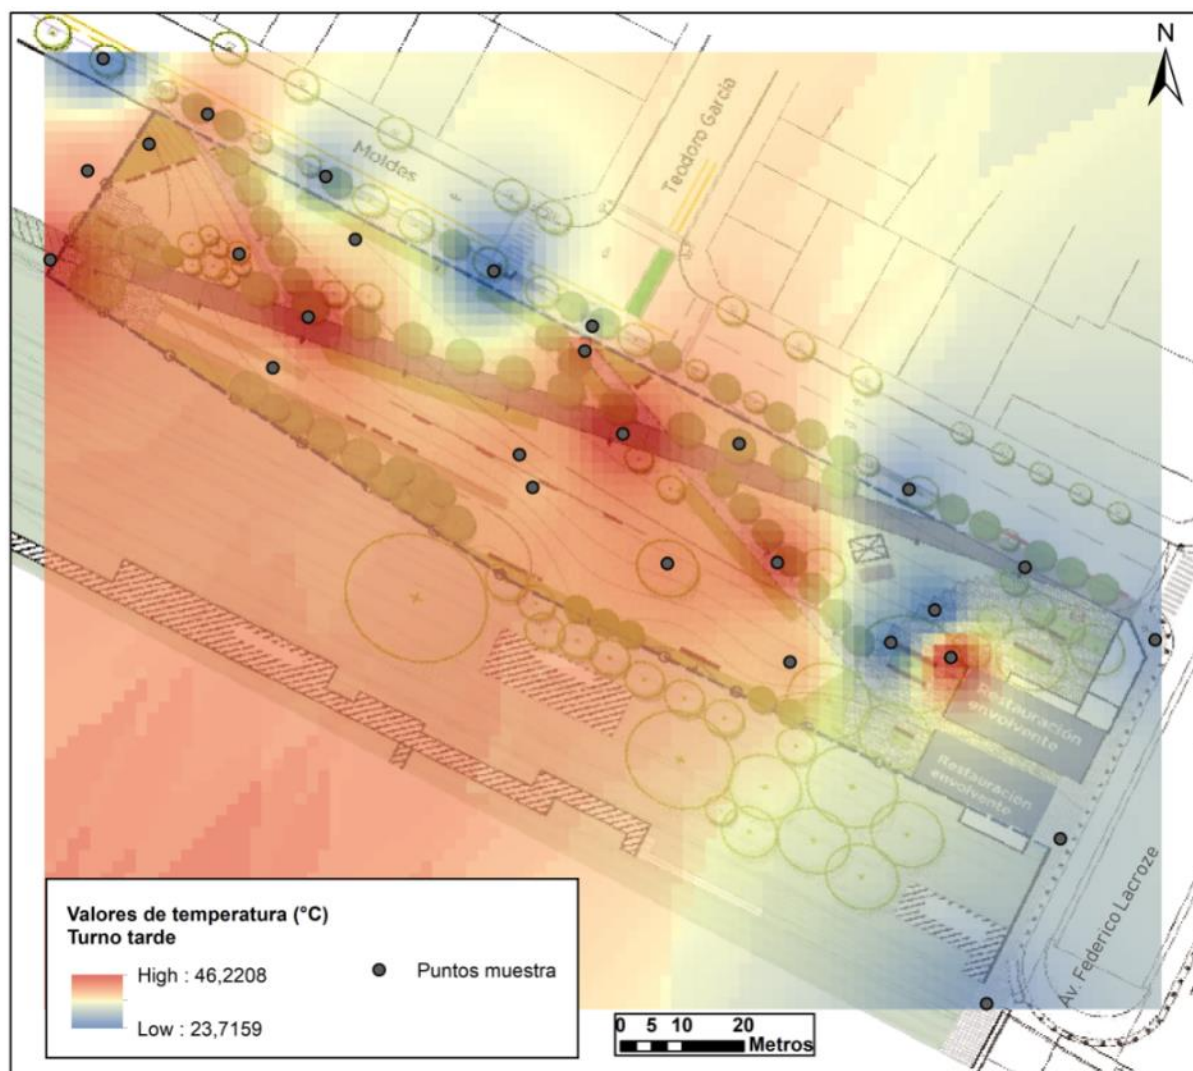 N
Moldes
Teodoro García
Restauración
envolvente
Restauración
envolvente
Av. Federico Lacroze
Valores de temperatura (°C)
Turno tarde
High : 46,2208
Low : 23,7159
Puntos muestra
0 5 10 20
Metros